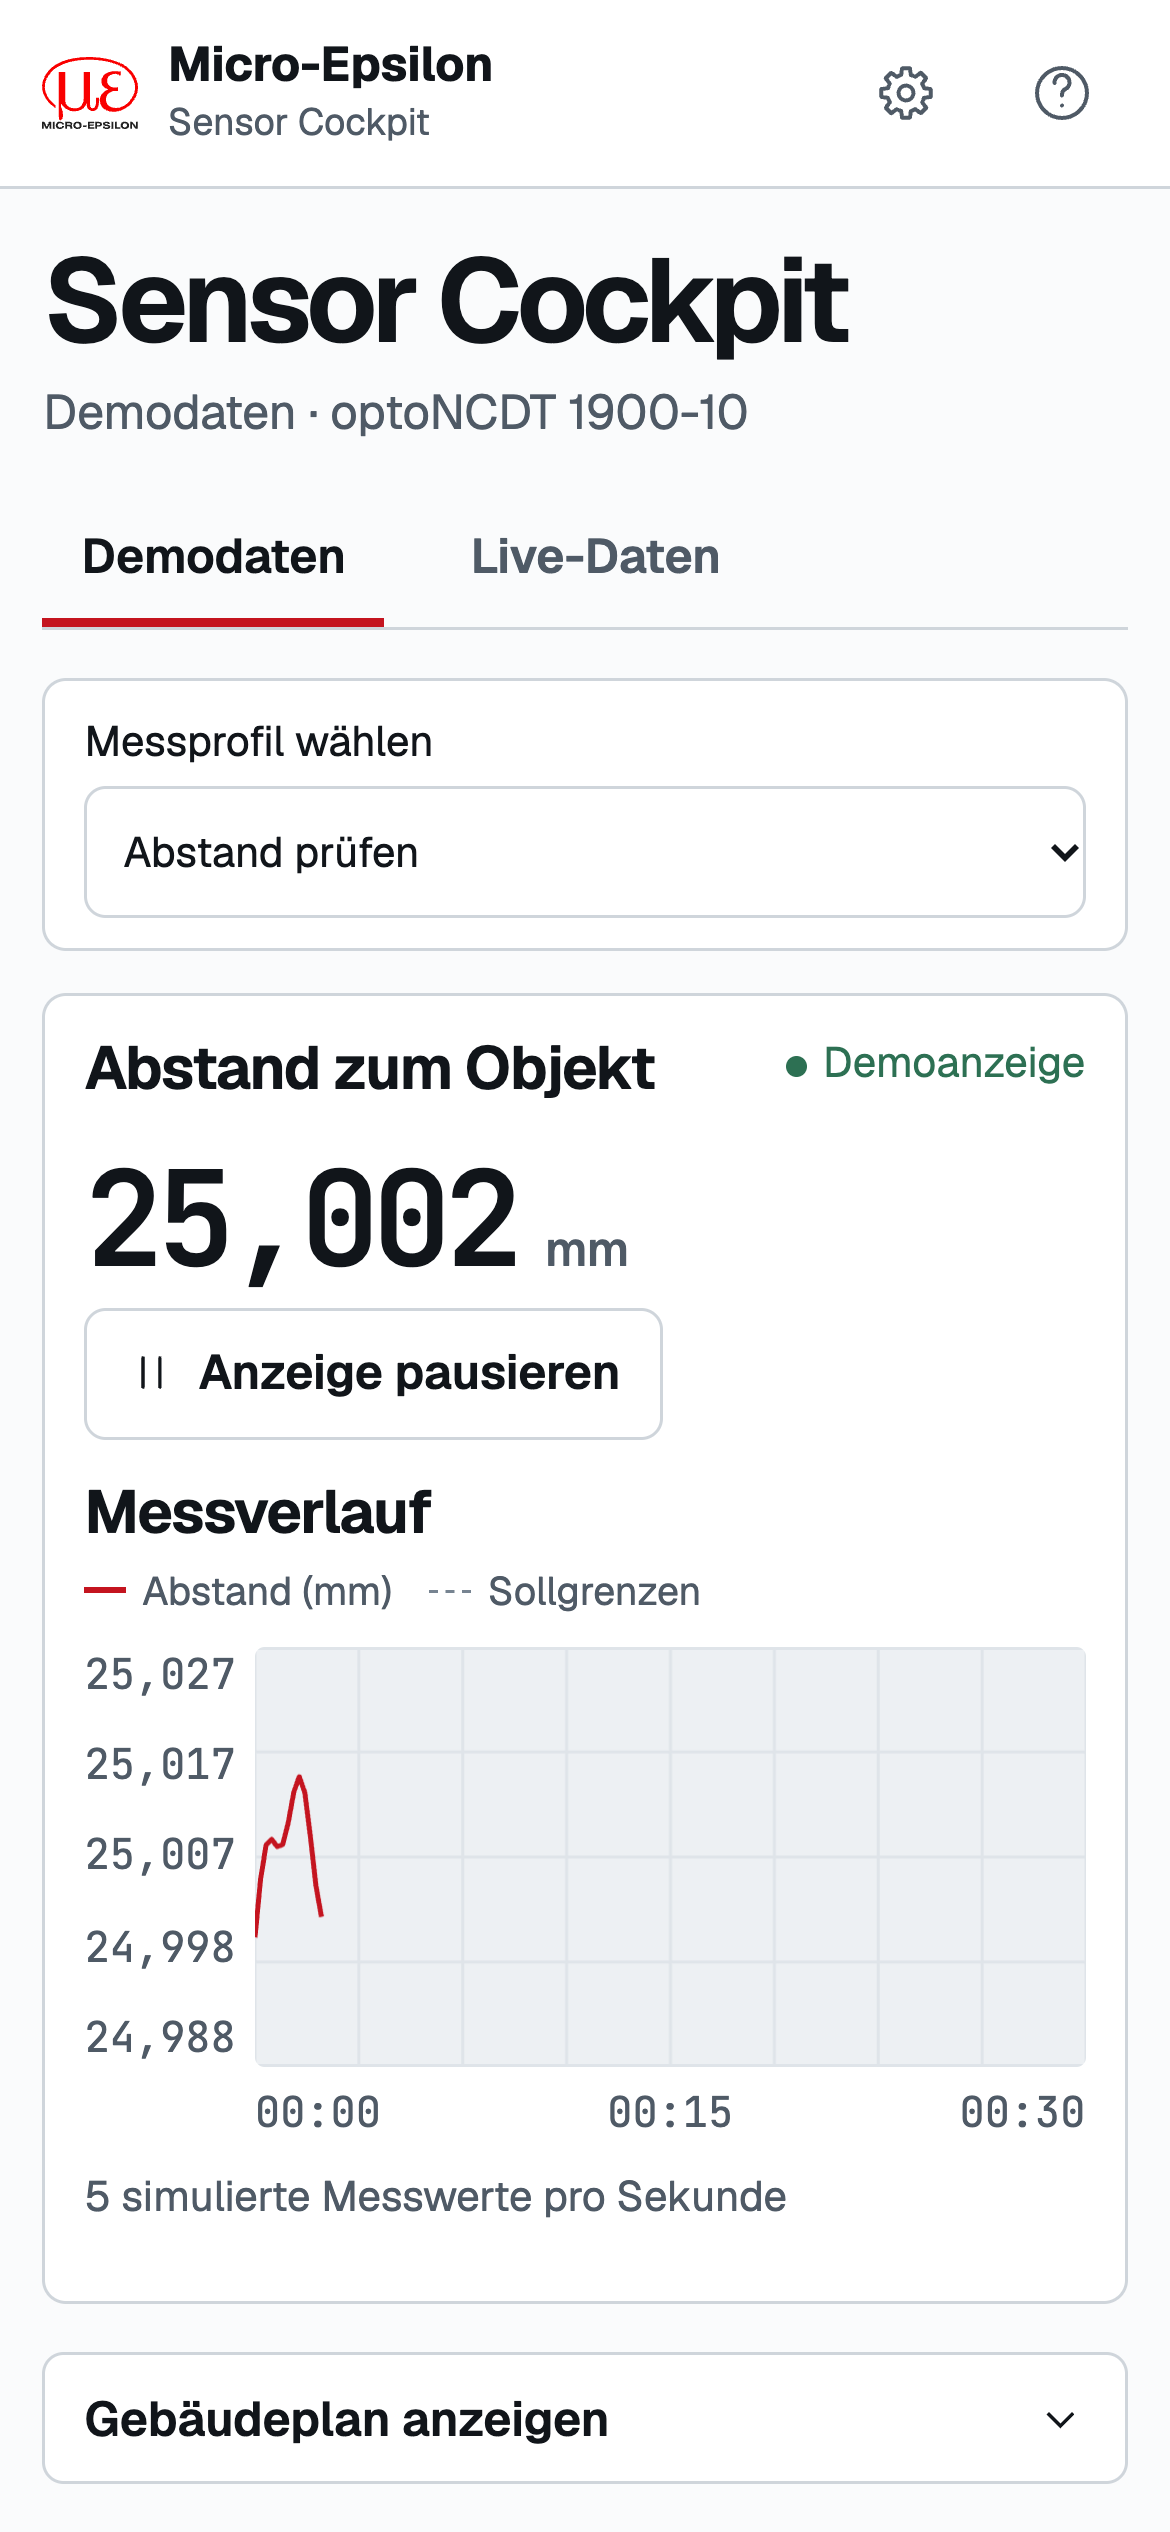 με
MICRO-EPSILON
Micro-Epsilon
Sensor Cockpit
Sensor Cockpit
Demodaten · optoNCDT 1900-10
Demodaten
Live-Daten
Messprofil wählen
Abstand prüfen
Abstand zum Objekt
Demoanzeige
25,002 mm
Anzeige pausieren
Messverlauf
Abstand (mm)
Sollgrenzen
25,027
25,017
25,007
24,998
24,988
00:00
00:15
00:30
5 simulierte Messwerte pro Sekunde
Gebäudeplan anzeigen